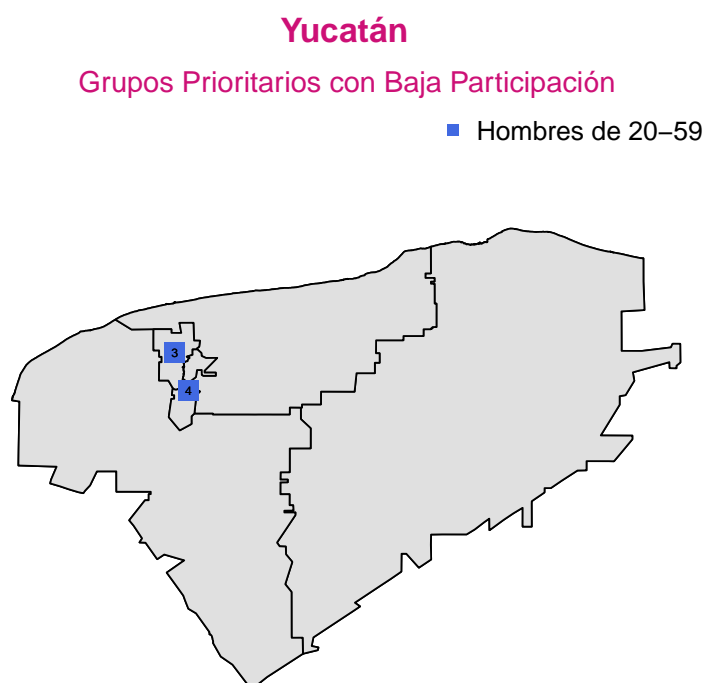 Yucatán
Grupos Prioritarios con Baja Participación
Hombres de 20–59
3
4